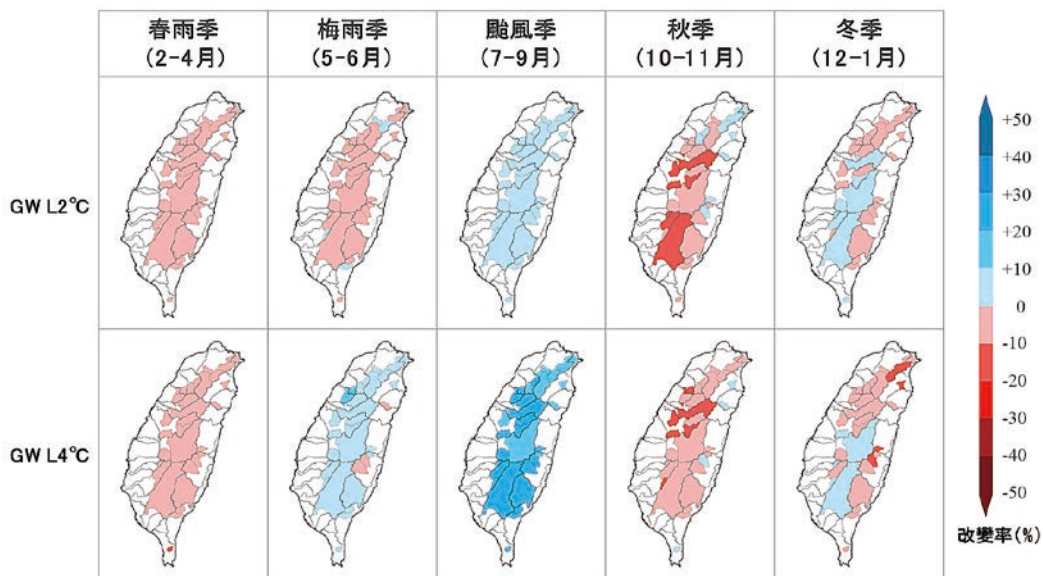 春雨季
(2-4月)
梅雨季
(5-6月)
颱風季
(7-9月)
秋季
(10-11月)
冬季
(12-1月)
GW L2°C
GW L4°C
+50
+40
+30
+20
+10
0
-10
-20
-30
-40
-50
改變率(%)